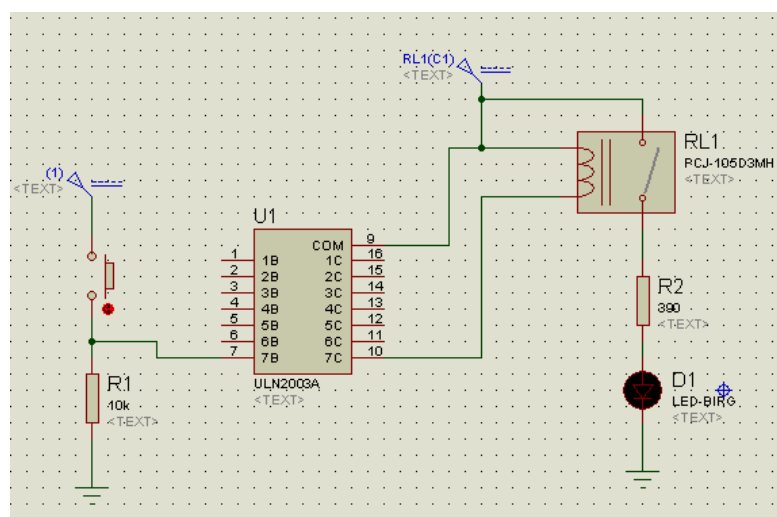 RL1(C1)
<TEXT>
RL1
RCJ-105D3MH
<TEXT>
(1)
<TEXT>
U1
1 1B COM 9
2 2B 1C 16
3 3B 2C 15
4 4B 3C 14
5 5B 4C 13
6 6B 5C 12
7 7B 6C 11
7C 10
ULN2003A
<TEXT>
R1
10k
<TEXT>
R2
390
<TEXT>
D1
LED-BIRG
<TEXT>